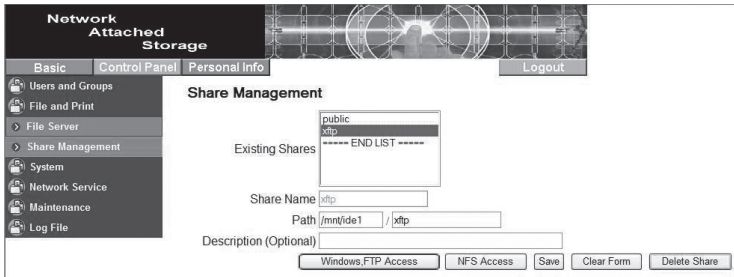 Network
Attached
Storage
Basic Control Panel Personal Info Logout
Users and Groups
File and Print
File Server
Share Management
System
Network Service
Maintenance
Log File
Share Management
Existing Shares
public
xftp
===== END LIST =====
Share Name xftp
Path /mnt/ide1 / xftp
Description (Optional)
Windows,FTP Access NFS Access Save Clear Form Delete Share